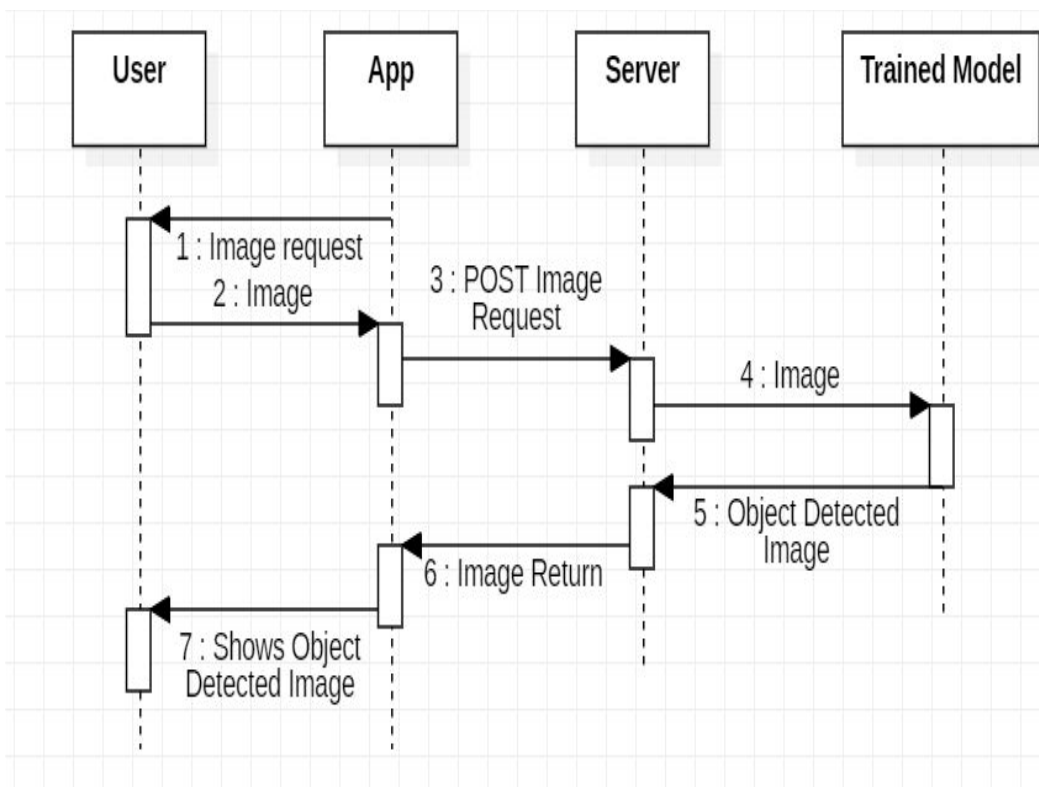 User
App
Server
Trained Model
1 : Image request
2 : Image
3 : POST Image
Request
4 : Image
5 : Object Detected
Image
6 : Image Return
7 : Shows Object
Detected Image